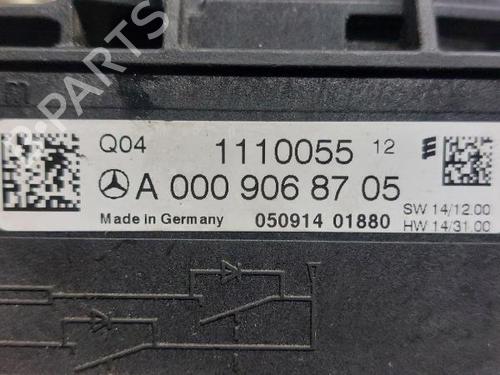 Q04 1110055 12
A 000 906 87 05
Made in Germany 050914 01880
SW 14/12.00
HW 14/31 00
B-PARTS